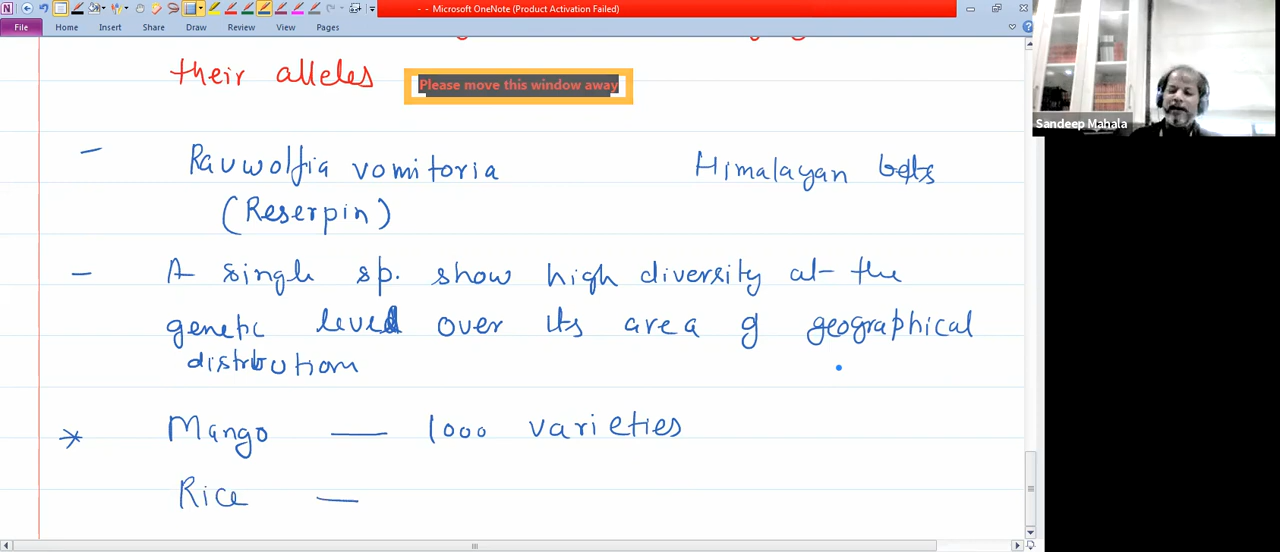 - - Microsoft OneNote (Product Activation Failed)
File Home Insert Share Draw Review View Pages
their alleles
Please move this window away
Sandeep Mahala
– Rauwolfia vomitoria Himalayan belts
(Reserpin)
– A single sp. show high diversity at the
genetic level over its area of geographical
distribution
* Mango — 1000 varieties
Rice —